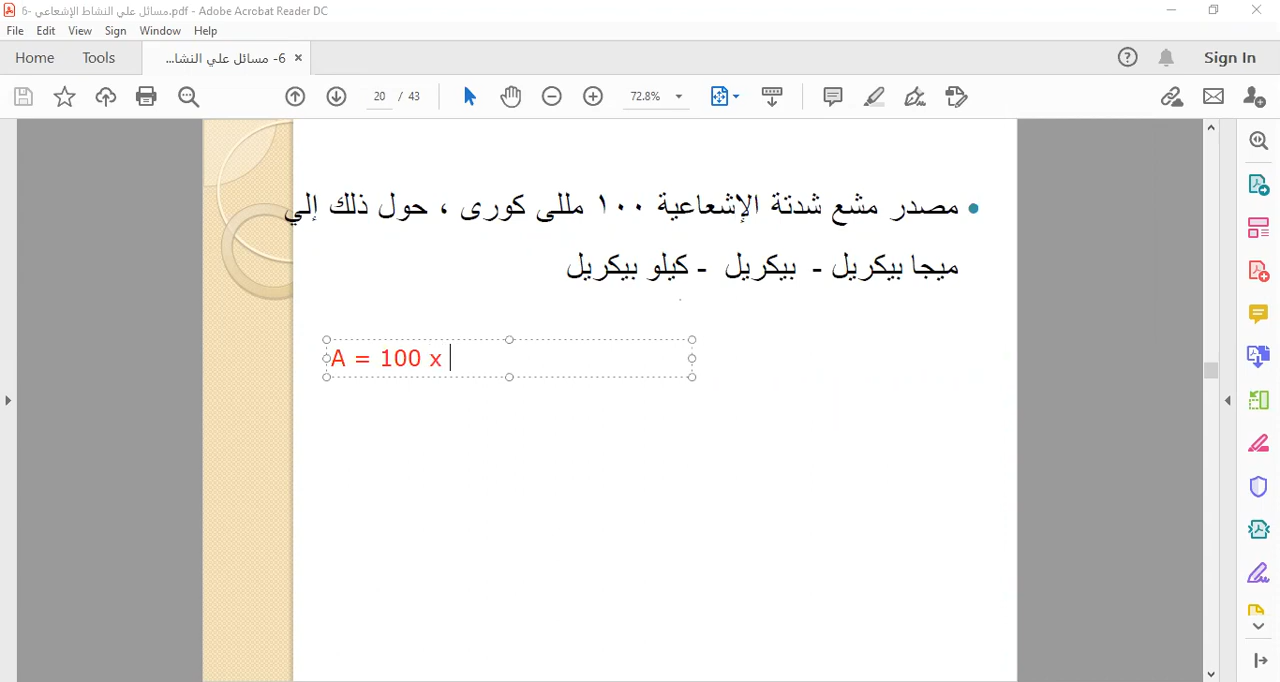 6- مسائل علي النشاط الإشعاعي.pdf - Adobe Acrobat Reader DC
File Edit View Sign Window Help
Home Tools 6- مسائل علي النشا... × Sign In
20 / 43 72.8%
• مصدر مشع شدتة الإشعاعية ١٠٠ مللى كورى ، حول ذلك إلي
ميجا بيكريل - بيكريل - كيلو بيكريل
A = 100 x